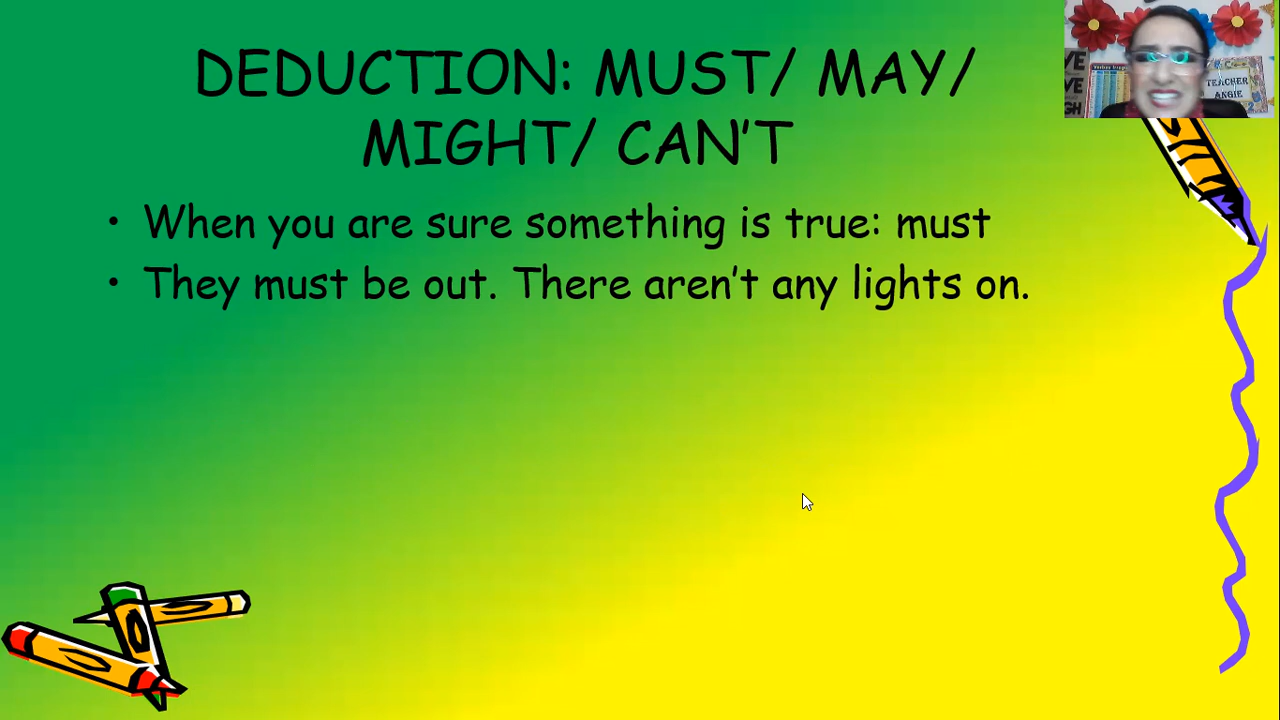 DEDUCTION: MUST/ MAY/
MIGHT/ CAN'T
• When you are sure something is true: must
• They must be out. There aren't any lights on.
TEACHER
ANGIE